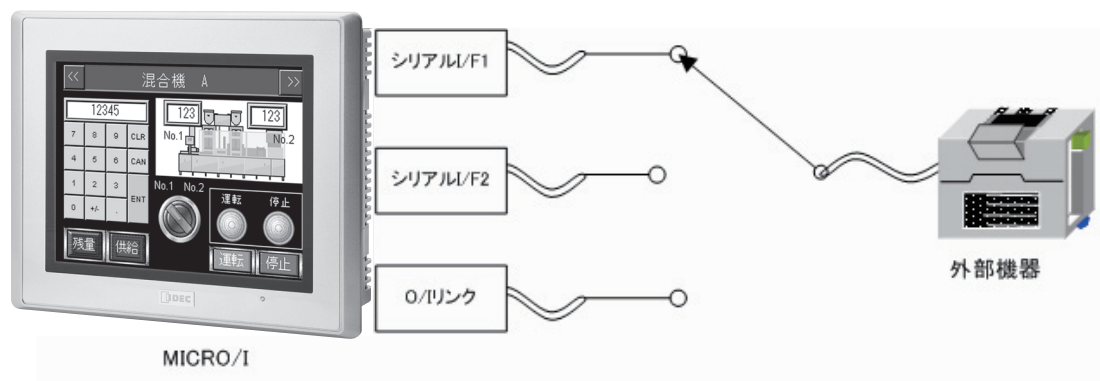 シリアルI/F1
<<
混合機 A
>>
12345
123
123
No.1
No.2
7 8 9 CLR
4 5 6 CAN
1 2 3
ENT
0 +/- .
No.1 No.2
運転 停止
残量 供給
運転 停止
IDEC
シリアルI/F2
O/Iリンク
外部機器
MICRO/I